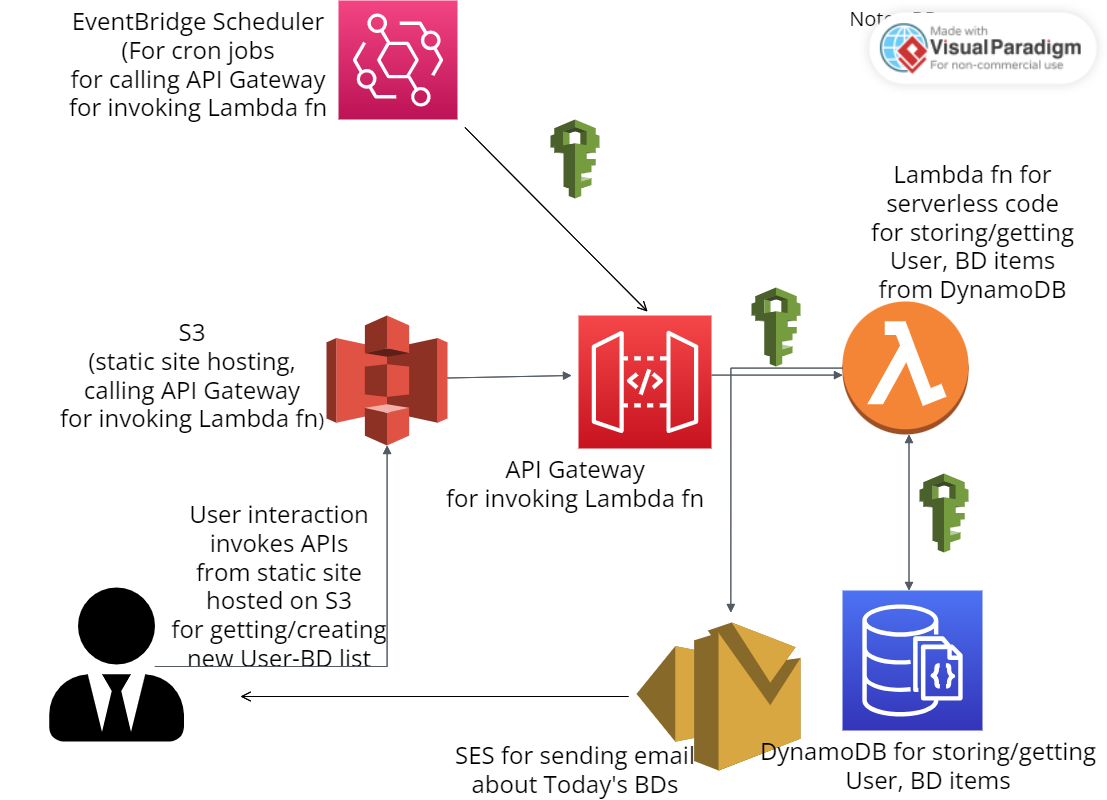 EventBridge Scheduler
(For cron jobs
for calling API Gateway
for invoking Lambda fn
Made with
Visual Paradigm
For non-commercial use
Lambda fn for
serverless code
for storing/getting
User, BD items
from DynamoDB
S3
(static site hosting,
calling API Gateway
for invoking Lambda fn)
</>
API Gateway
for invoking Lambda fn
User interaction
invokes APIs
from static site
hosted on S3
for getting/creating
new User-BD list
{}
SES for sending email
about Today's BDs
DynamoDB for storing/getting
User, BD items